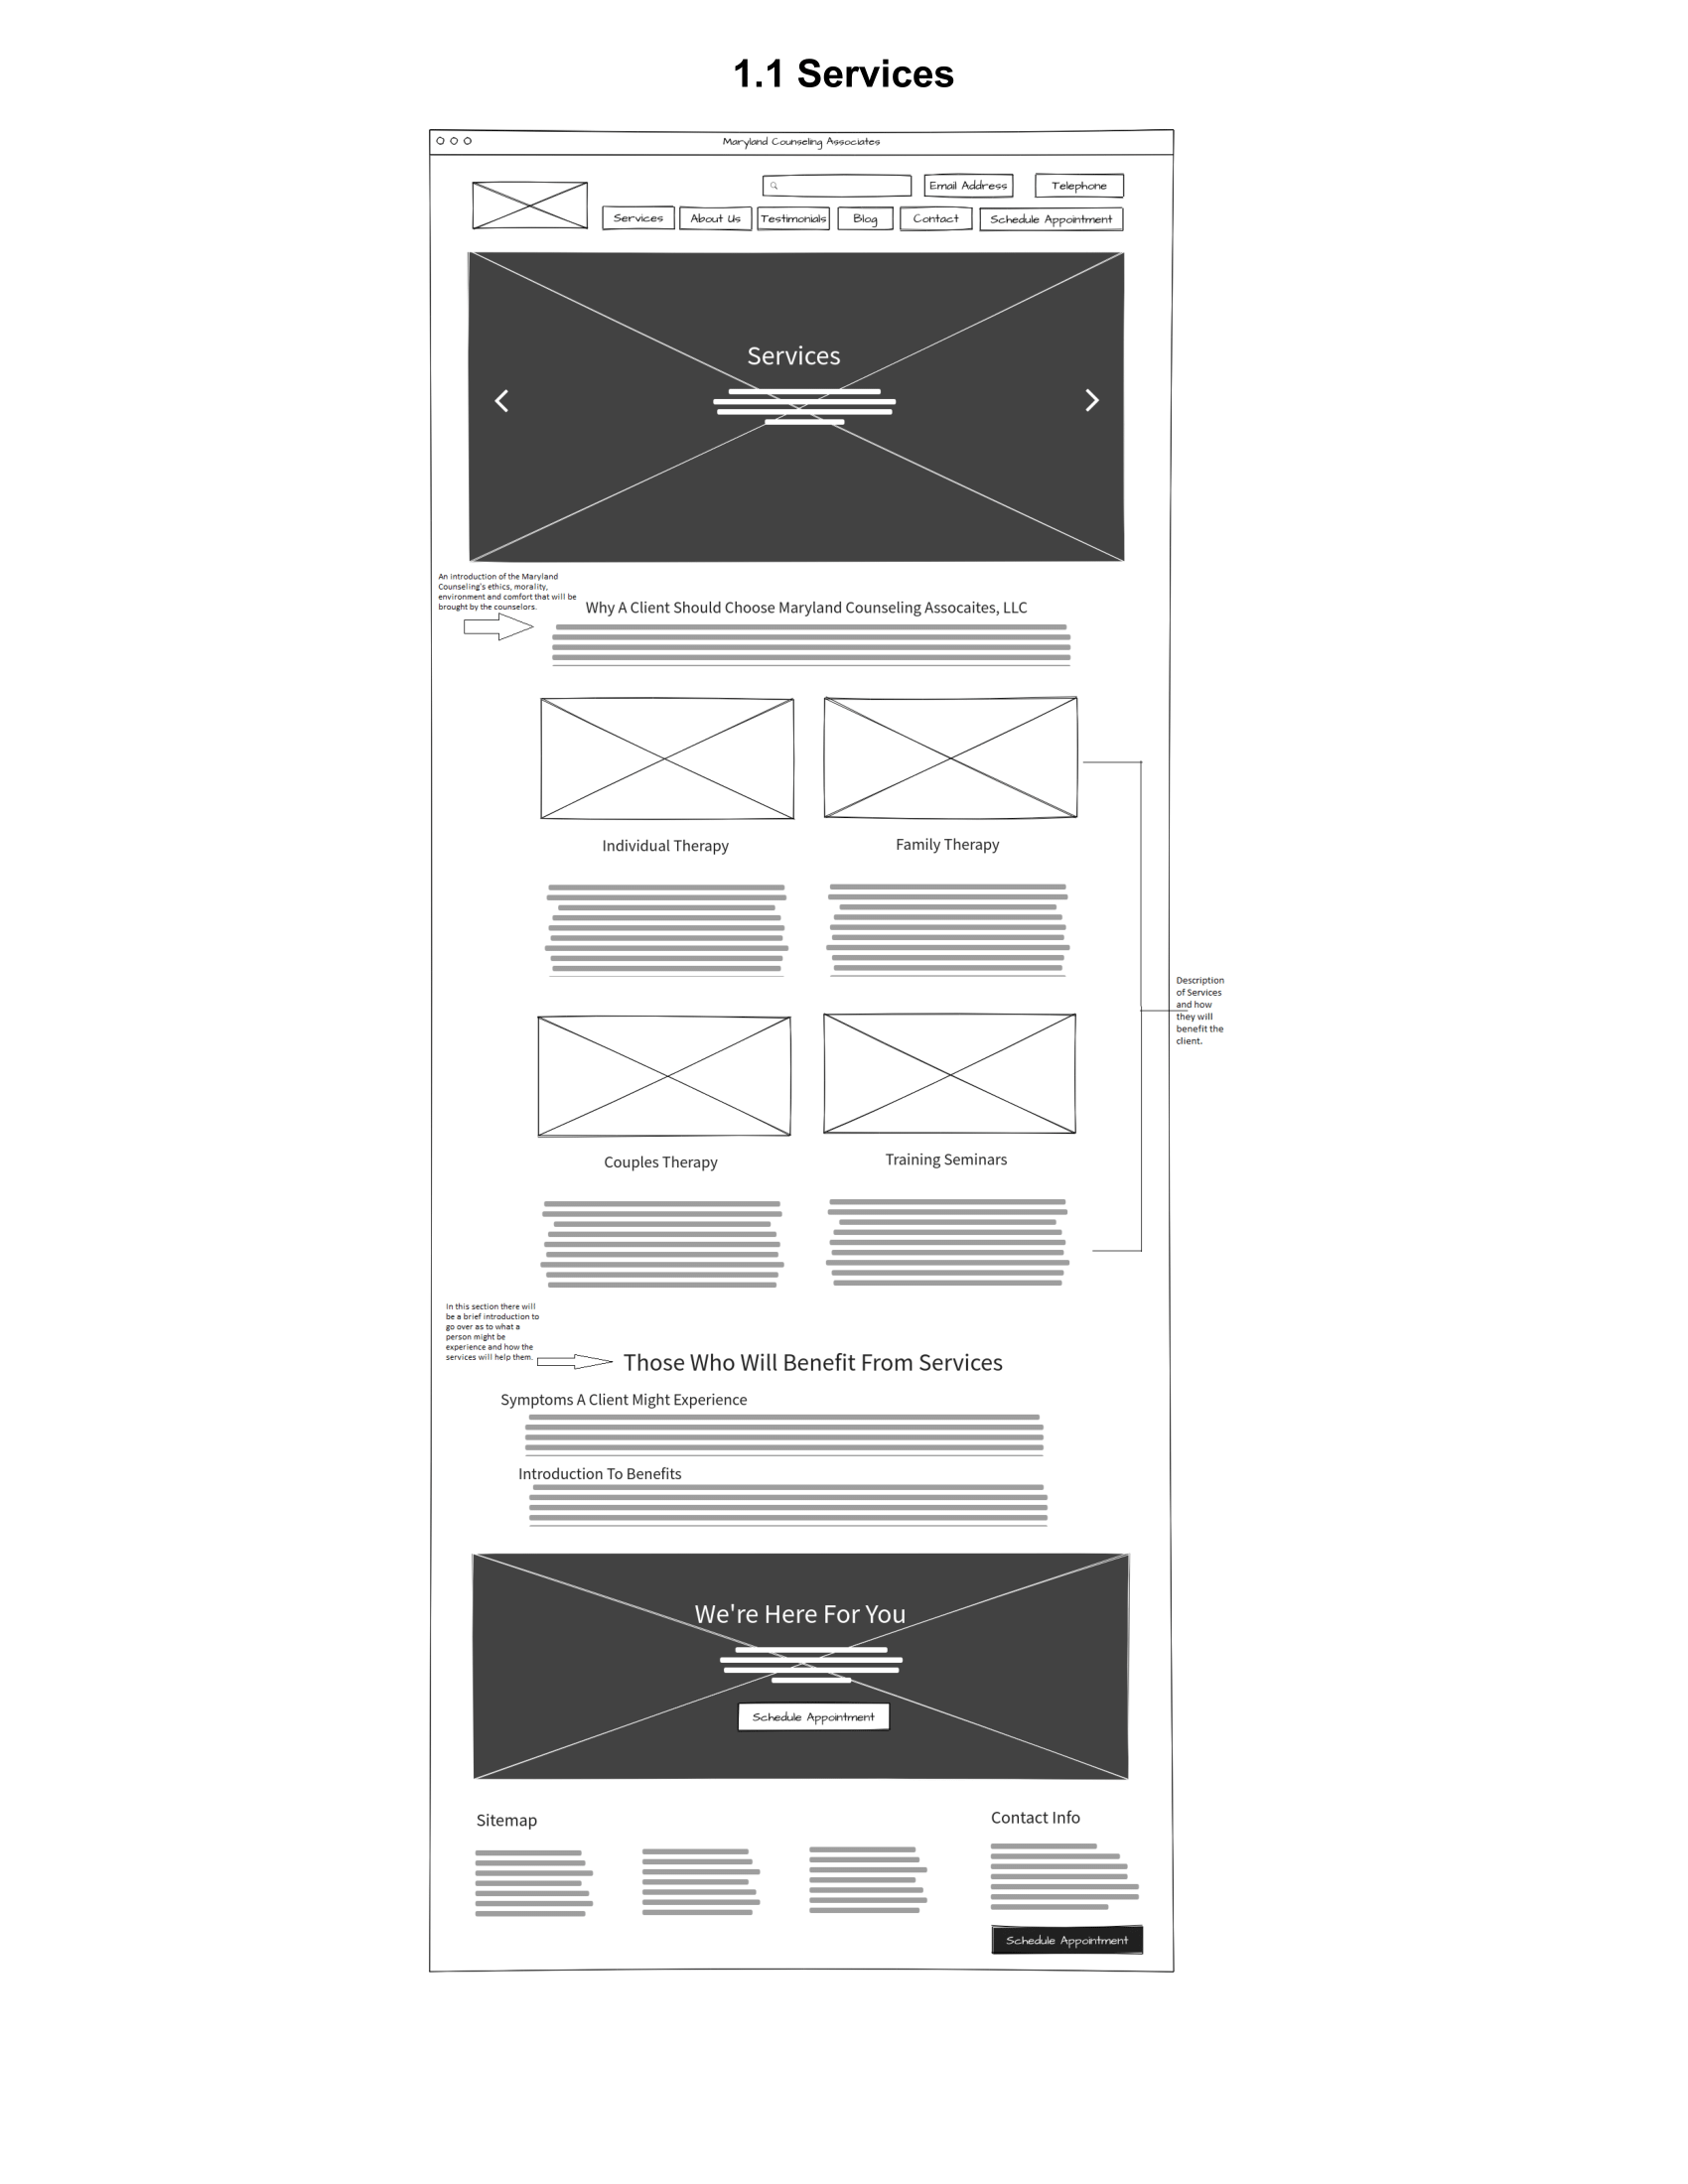 1.1 Services
Maryland Counseling Associates
Email Address
Telephone
Services
About Us
Testimonials
Blog
Contact
Schedule Appointment
Services
An introduction of the Maryland
Counseling's ethics, morality,
environment and comfort that will be
brought by the counselors.
Why A Client Should Choose Maryland Counseling Assocaites, LLC
Individual Therapy
Family Therapy
Description
of Services
and how
they will
benefit the
client.
Couples Therapy
Training Seminars
In this section there will
be a brief introduction to
go over as to what a
person might be
experience and how the
services will help them.
Those Who Will Benefit From Services
Symptoms A Client Might Experience
Introduction To Benefits
We're Here For You
Schedule Appointment
Sitemap
Contact Info
Schedule Appointment